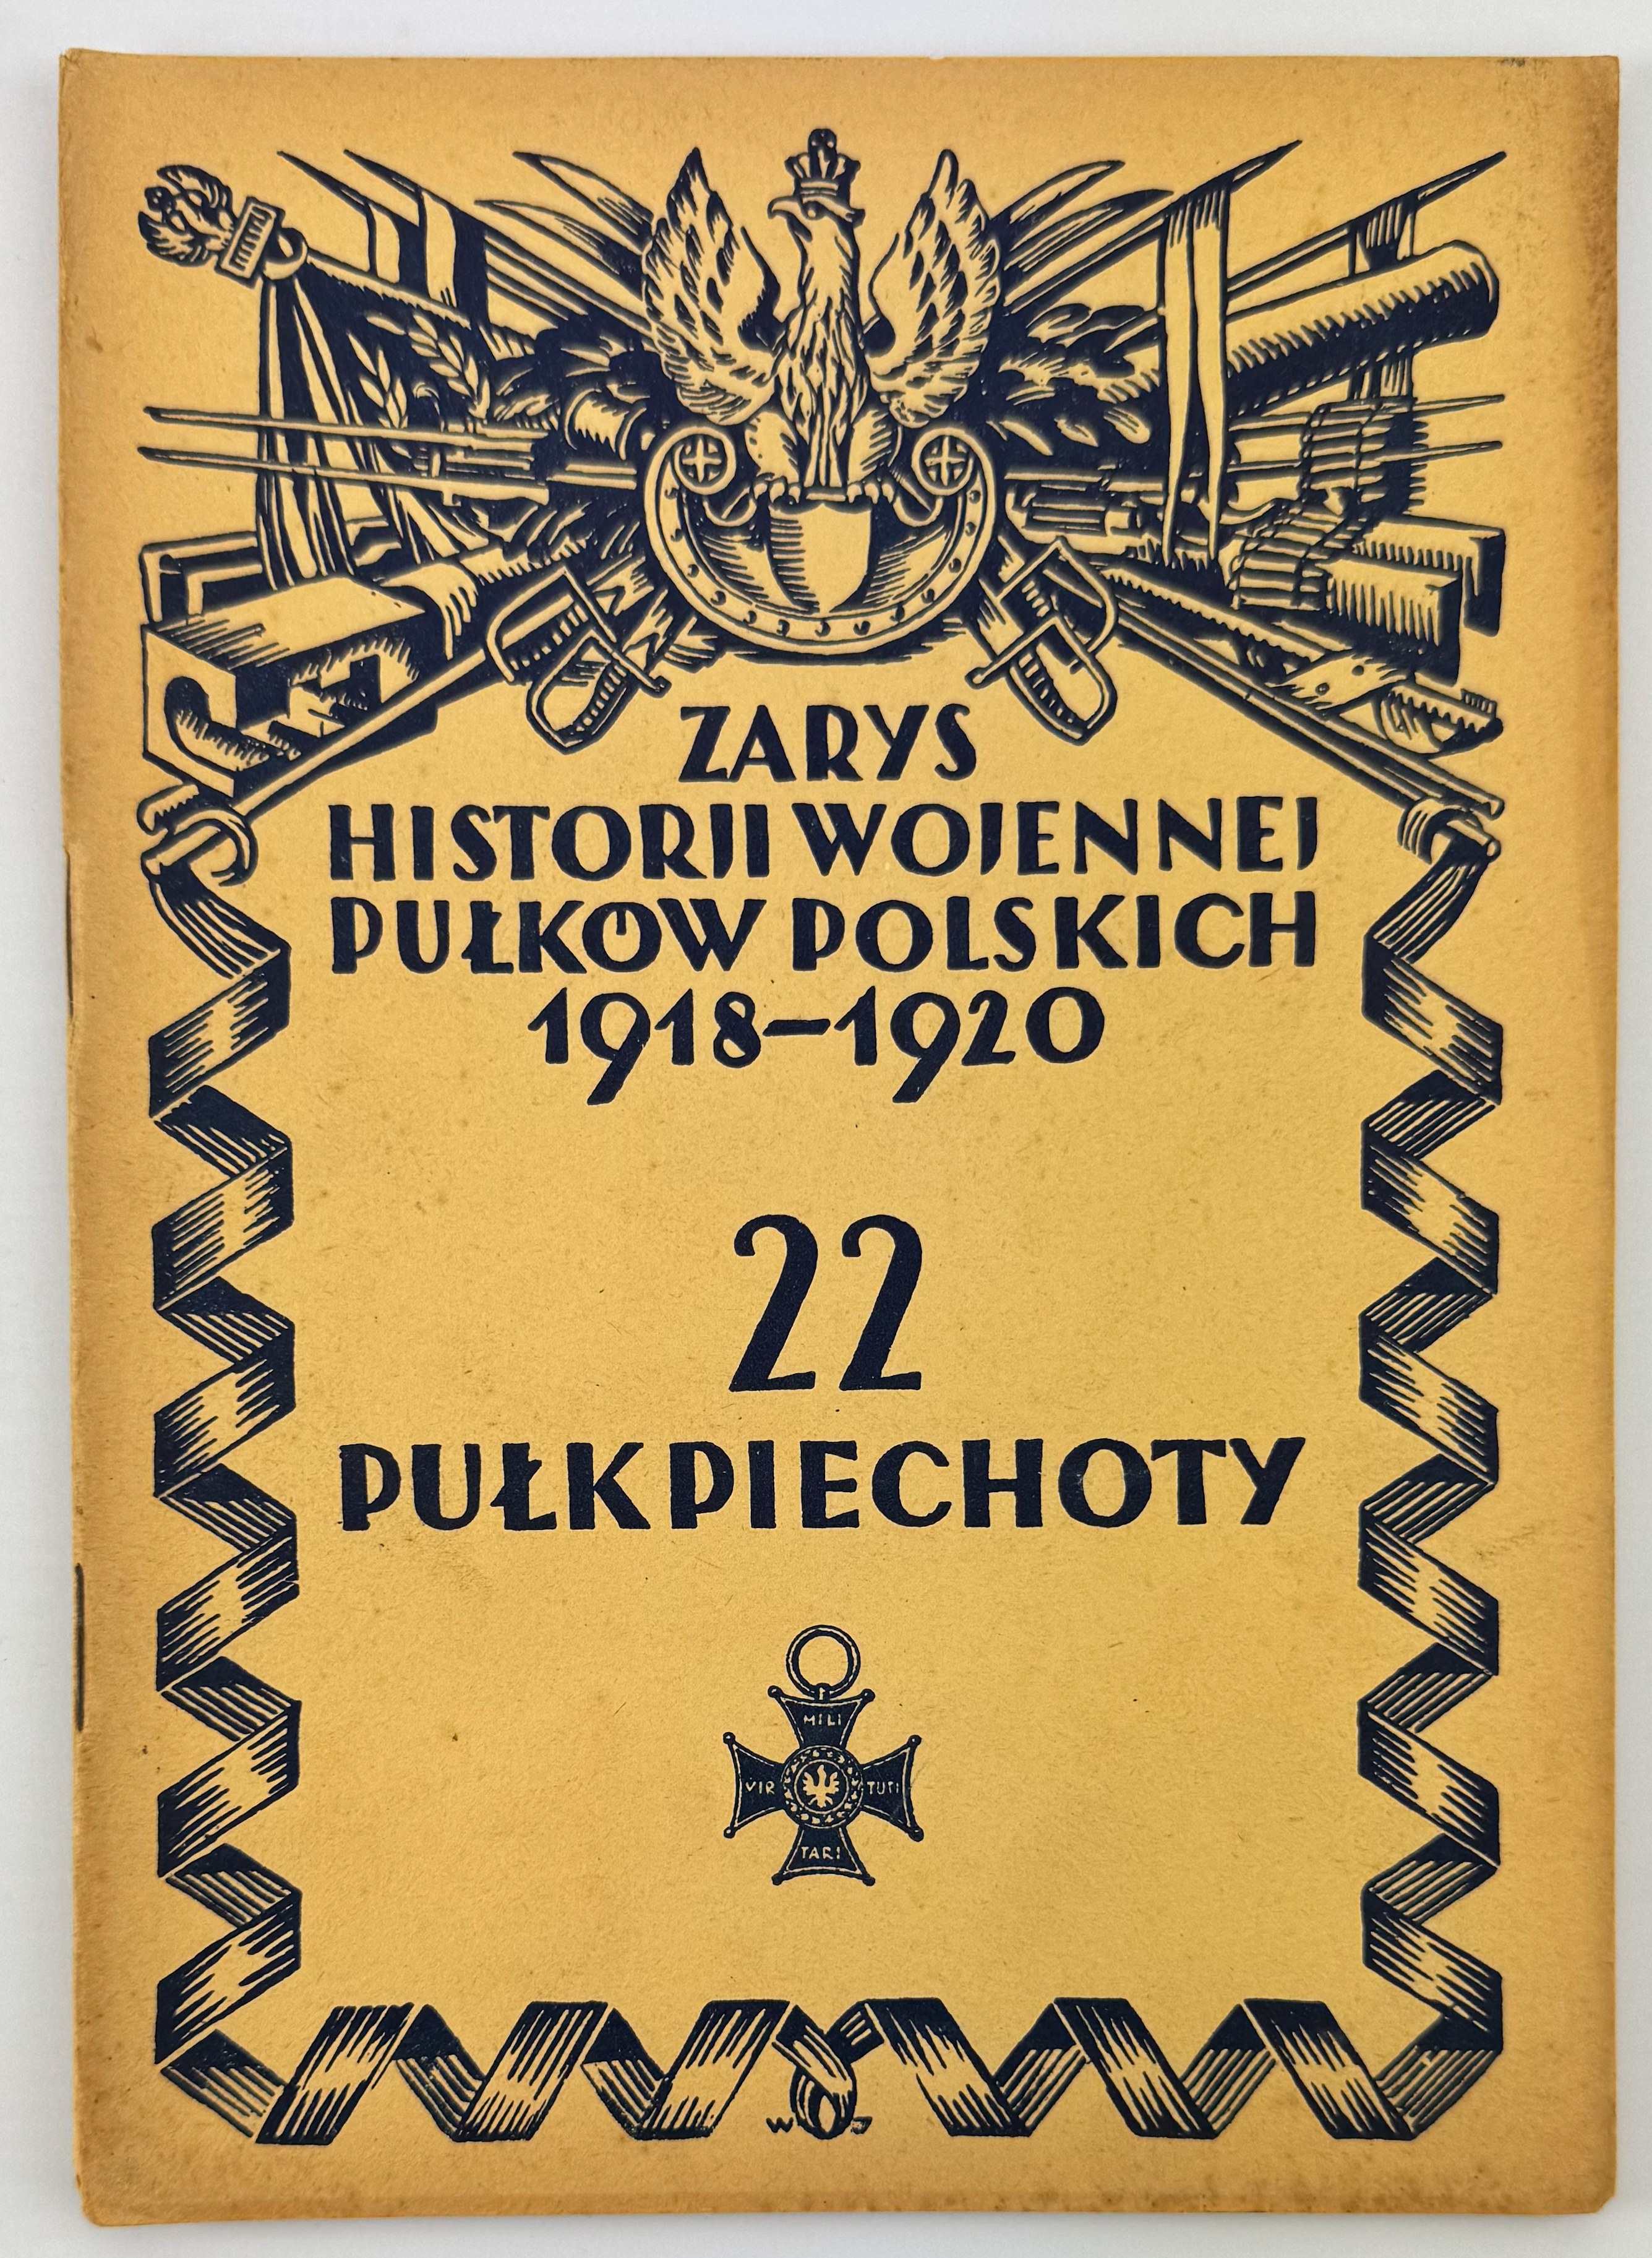 ZARYS
HISTORJI WOJENNEJ
PUŁKÓW POLSKICH
1918–1920
22
PUŁK PIECHOTY
MILI
VIR TUTI
TARI
W J